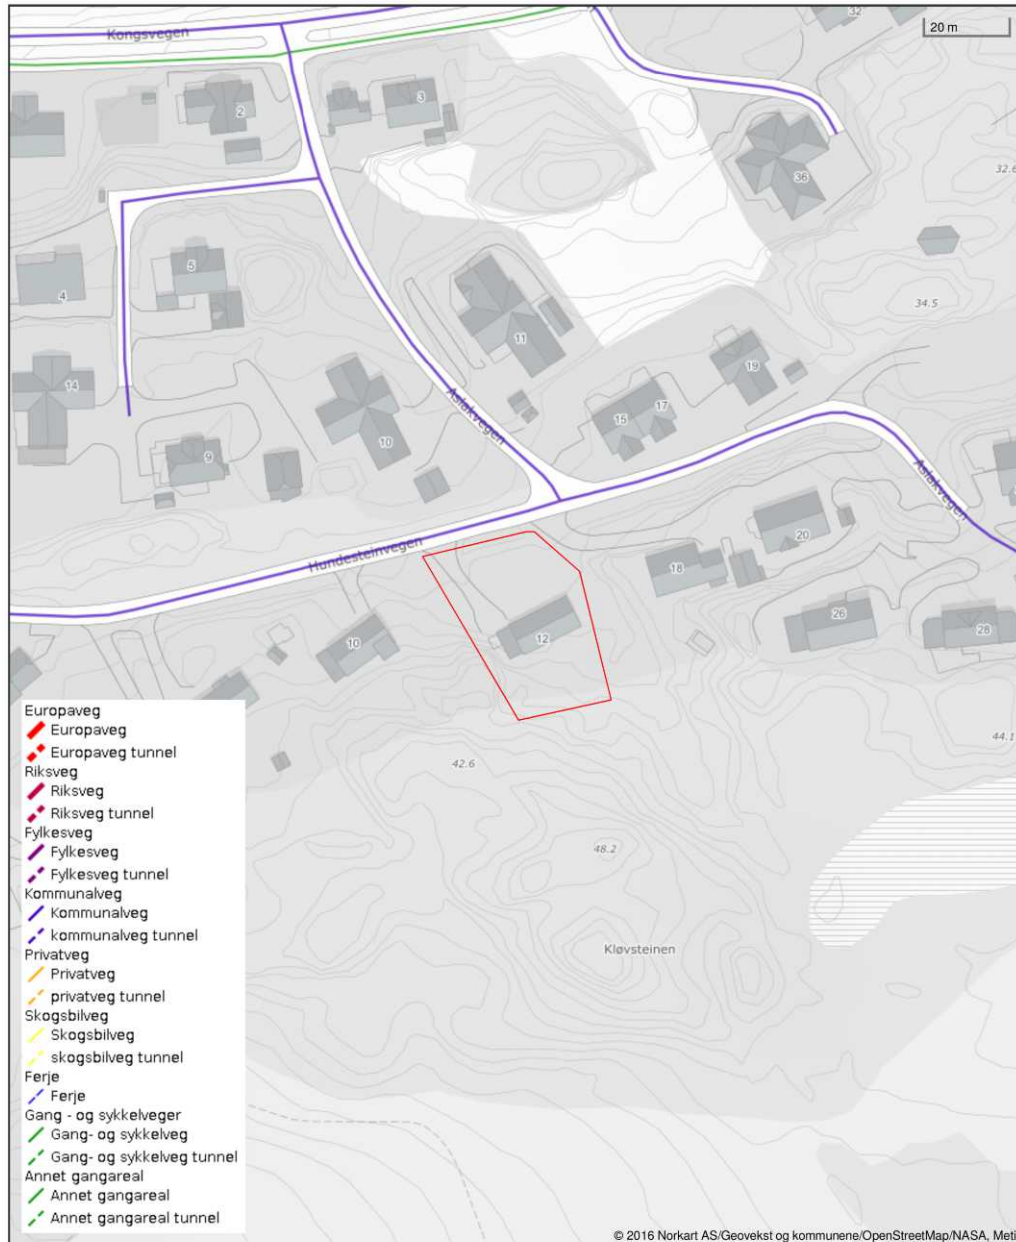 Kongsvegen
32
20 m
2
3
36
32.6
5
4
34.5
11
19
14
Aslakvegen
15
17
10
9
Aslakvegen
20
Hundesteinvegen
18
10
12
26
28
42.6
44.1
48.2
Kløvsteinen
Europaveg
Europaveg
Europaveg tunnel
Riksveg
Riksveg
Riksveg tunnel
Fylkesveg
Fylkesveg
Fylkesveg tunnel
Kommunalveg
Kommunalveg
kommunalveg tunnel
Privatveg
Privatveg
privatveg tunnel
Skogsbilveg
Skogsbilveg
skogsbilveg tunnel
Ferje
Ferje
Gang - og sykkelveger
Gang- og sykkelveg
Gang- og sykkelveg tunnel
Annet gangareal
Annet gangareal
Annet gangareal tunnel
© 2016 Norkart AS/Geovekst og kommunene/OpenStreetMap/NASA, Meti